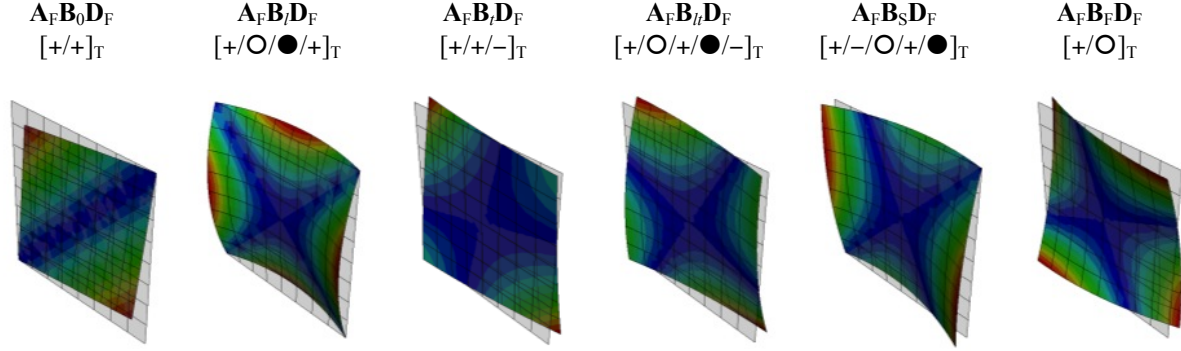 A_FB_0D_F
[+/+]_T
A_FB_lD_F
[+/○/●/+]_T
A_FB_tD_F
[+/+/−]_T
A_FB_ltD_F
[+/○/+/●/−]_T
A_FB_SD_F
[+/−/○/+/●]_T
A_FB_FD_F
[+/○]_T